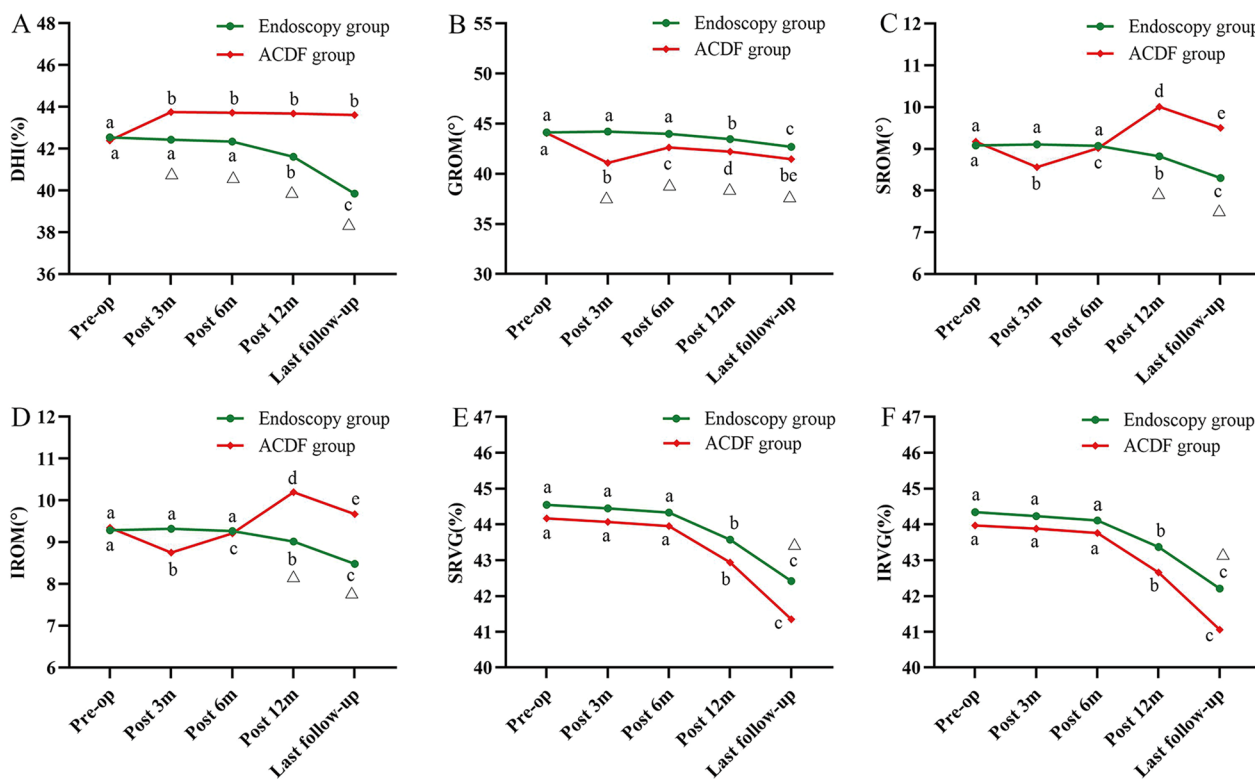 A
Endoscopy group
ACDF group
DHI(%)
48
46
44
42
40
38
36
a b b b b
a a a b c
△ △ △ △
Pre-op
Post 3m
Post 6m
Post 12m
Last follow-up
B
Endoscopy group
ACDF group
GROM(°)
55
50
45
40
35
30
a a a b c
a b c d be
△ △ △ △
Pre-op
Post 3m
Post 6m
Post 12m
Last follow-up
C
Endoscopy group
ACDF group
SROM(°)
12
11
10
9
8
7
6
a a a d e
a b c b c
△ △
Pre-op
Post 3m
Post 6m
Post 12m
Last follow-up
D
Endoscopy group
ACDF group
IROM(°)
12
11
10
9
8
7
6
a a a d e
a b c b c
△ △
Pre-op
Post 3m
Post 6m
Post 12m
Last follow-up
E
Endoscopy group
ACDF group
SRVG(%)
47
46
45
44
43
42
41
40
△
a a a b c
a a a b c
Pre-op
Post 3m
Post 6m
Post 12m
Last follow-up
F
Endoscopy group
ACDF group
IRVG(%)
47
46
45
44
43
42
41
40
△
a a a b c
a a a b c
Pre-op
Post 3m
Post 6m
Post 12m
Last follow-up